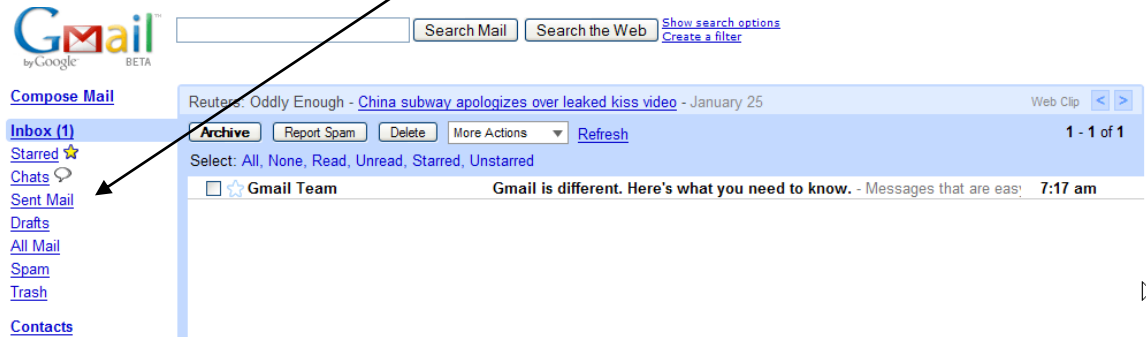 Gmail™
by Google BETA
Search Mail Search the Web Show search options
Create a filter
Compose Mail
Inbox (1)
Starred
Chats
Sent Mail
Drafts
All Mail
Spam
Trash
Contacts
Reuters: Oddly Enough - China subway apologizes over leaked kiss video - January 25 Web Clip < >
Archive Report Spam Delete More Actions Refresh 1 - 1 of 1
Select: All, None, Read, Unread, Starred, Unstarred
Gmail Team Gmail is different. Here's what you need to know. - Messages that are easy 7:17 am